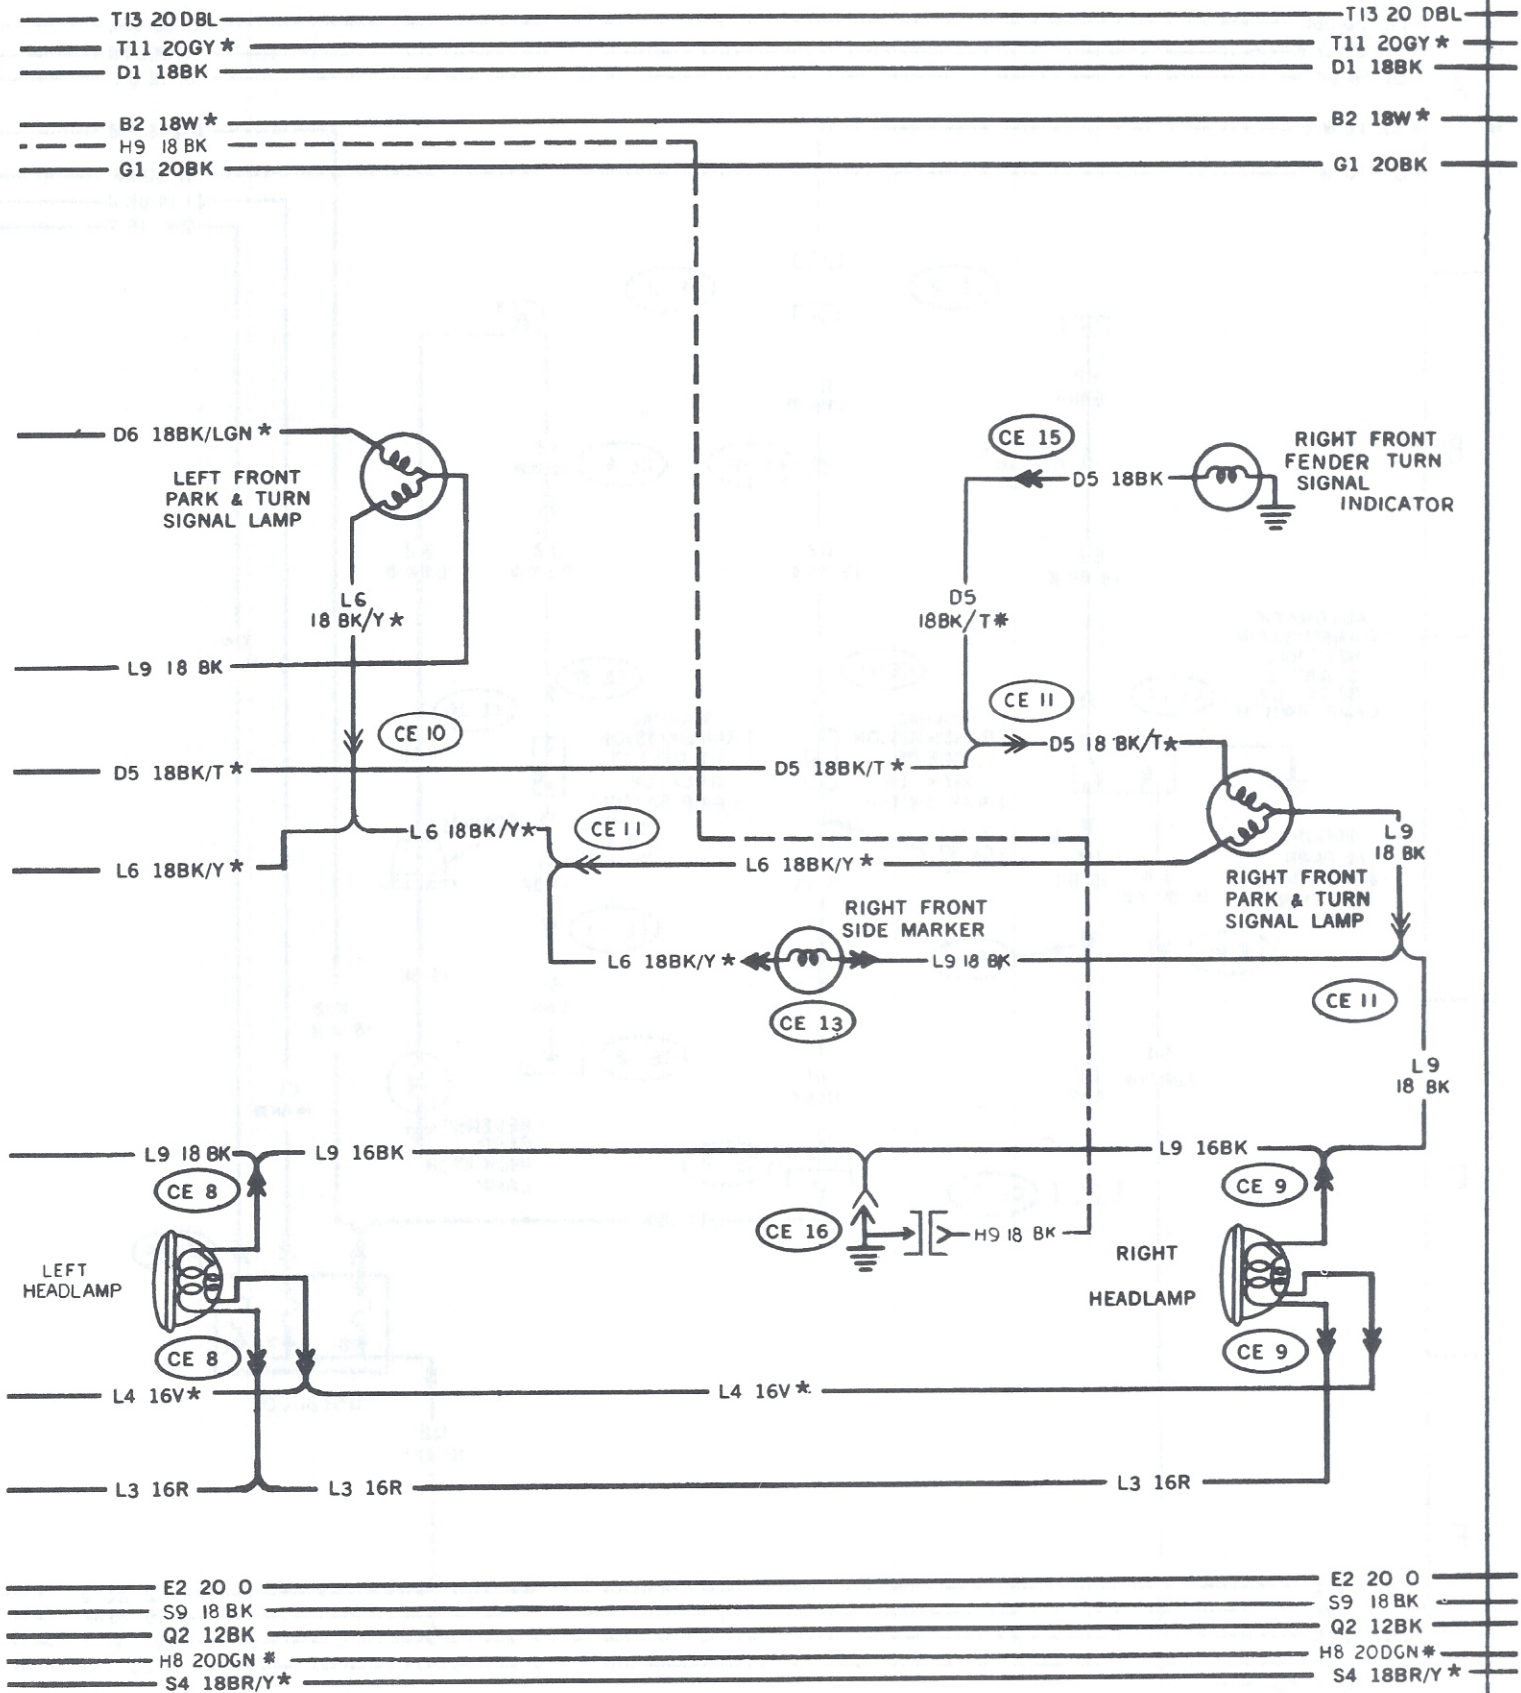 T13 20 DBL
T13 20 DBL
T11 20GY*
T11 20GY*
D1 18BK
D1 18BK
B2 18W*
B2 18W*
H9 18 BK
G1 20BK
G1 20BK
D6 18BK/LGN*
LEFT FRONT
PARK & TURN
SIGNAL LAMP
CE 15
D5 18BK
RIGHT FRONT
FENDER TURN
SIGNAL
INDICATOR
L6
18 BK/Y*
D5
18BK/T*
L9 18 BK
CE 10
CE 11
D5 18 BK/T*
D5 18BK/T*
D5 18BK/T*
L6 18BK/Y*
CE 11
L9
18 BK
L6 18BK/Y*
L6 18BK/Y*
RIGHT FRONT
PARK & TURN
SIGNAL LAMP
RIGHT FRONT
SIDE MARKER
L6 18BK/Y*
L9 18 BK
CE 13
CE 11
L9
18 BK
L9 18 BK
L9 16BK
L9 16BK
CE 8
CE 9
CE 16
H9 18 BK
LEFT
HEADLAMP
RIGHT
HEADLAMP
CE 8
CE 9
L4 16V*
L4 16V*
L3 16R
L3 16R
L3 16R
E2 20 O
E2 20 O
S9 18 BK
S9 18 BK
Q2 12BK
Q2 12BK
H8 20DGN*
H8 20DGN*
S4 18BR/Y*
S4 18BR/Y*